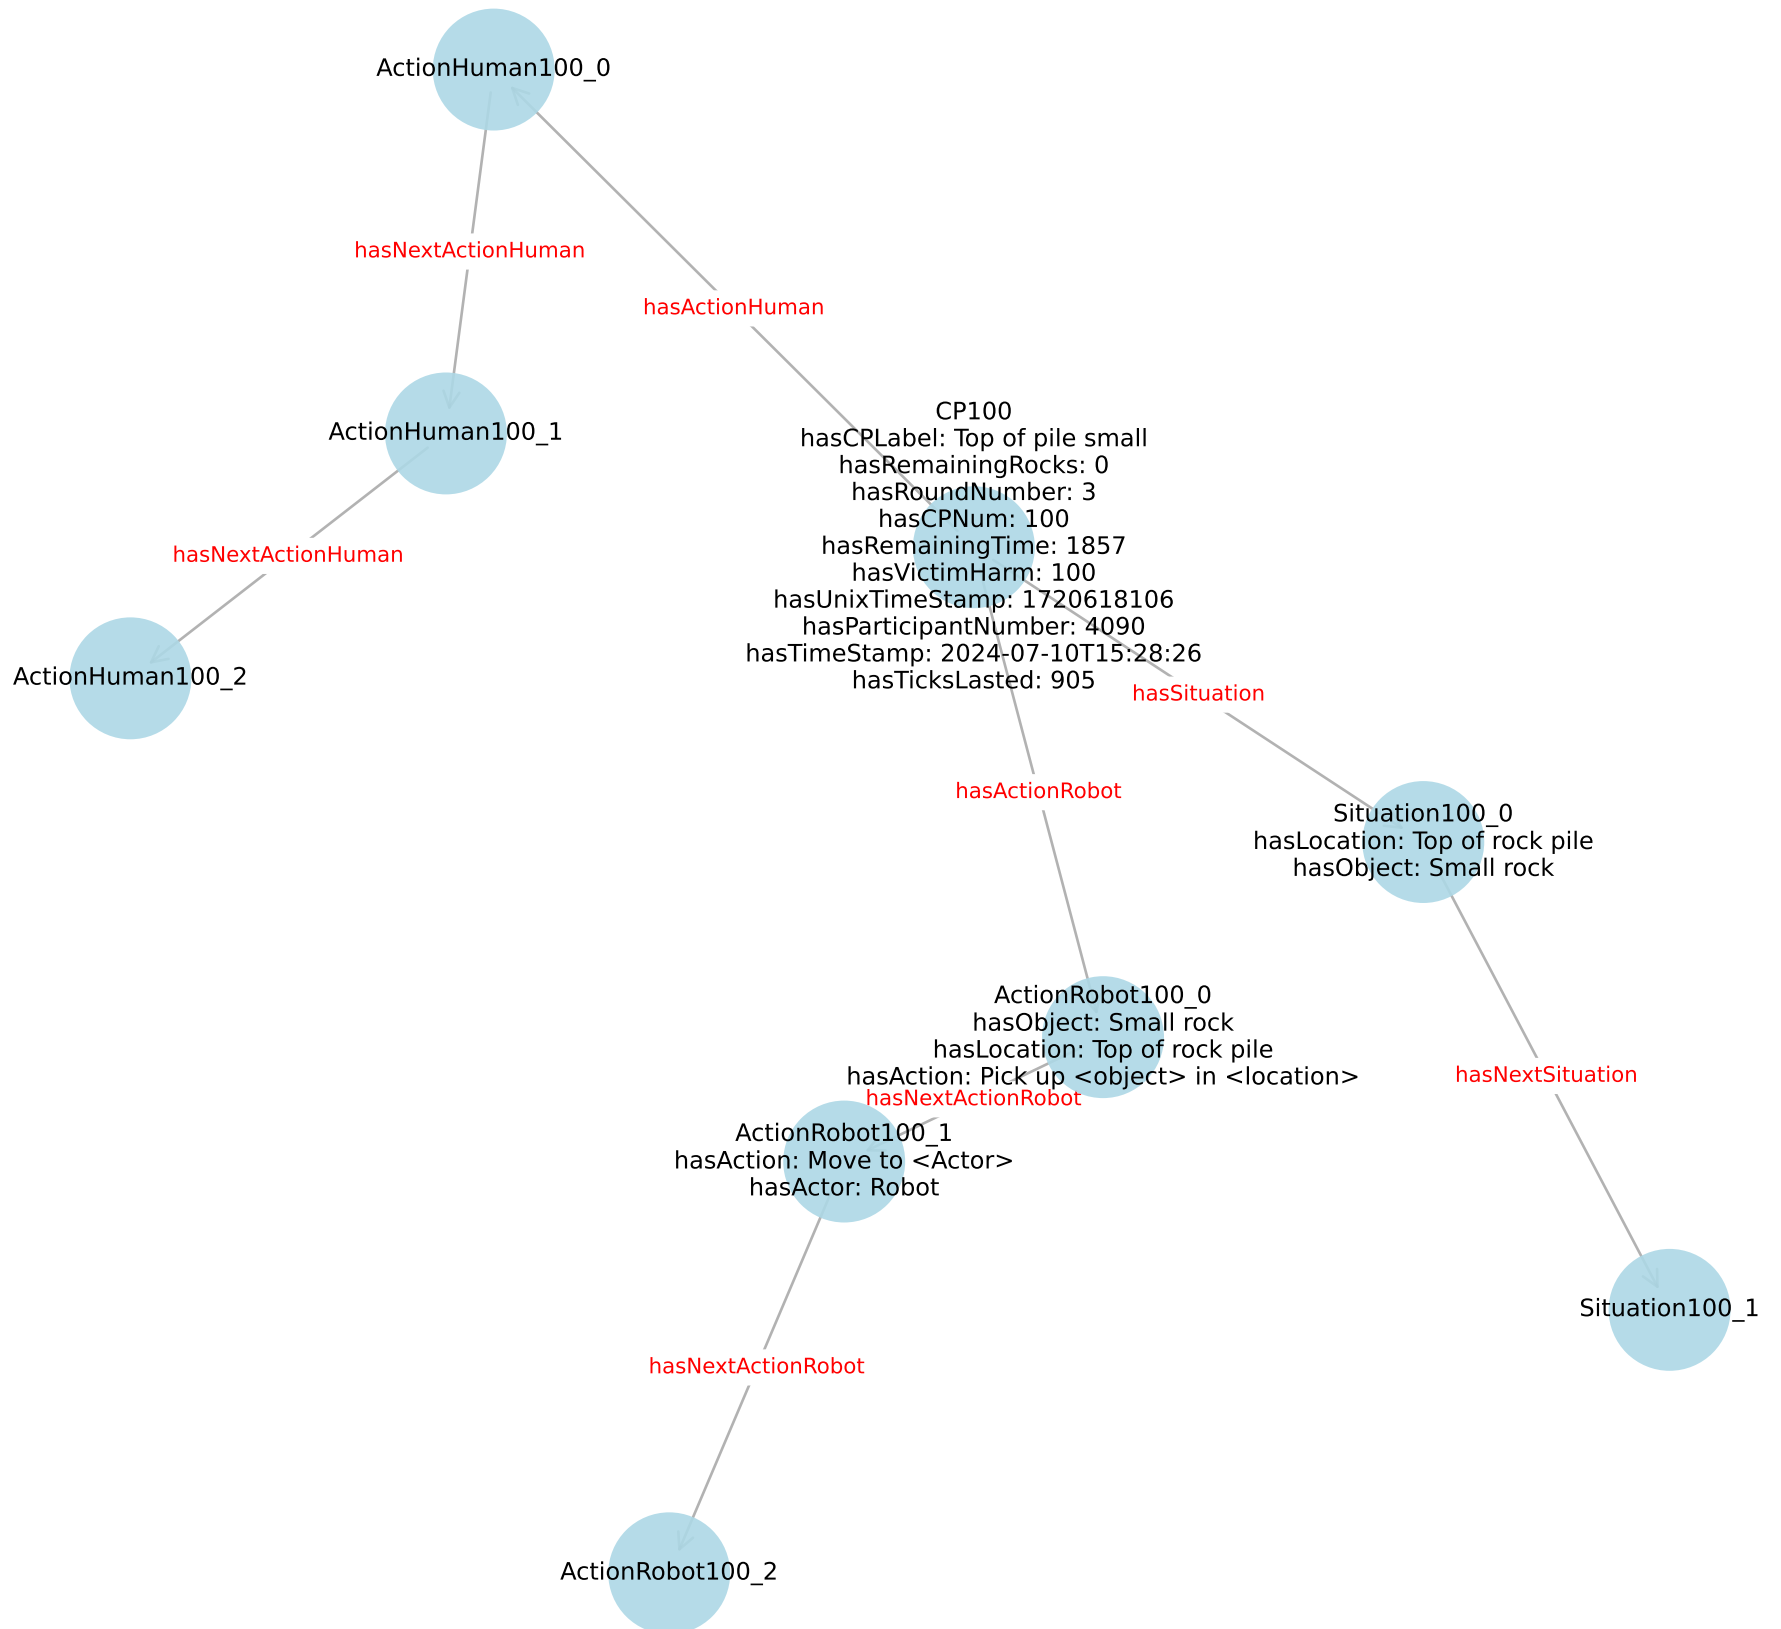 ActionHuman100_0
hasNextActionHuman
hasActionHuman
ActionHuman100_1
hasNextActionHuman
ActionHuman100_2
CP100
hasCPLabel: Top of pile small
hasRemainingRocks: 0
hasRoundNumber: 3
hasCPNum: 100
hasRemainingTime: 1857
hasVictimHarm: 100
hasUnixTimeStamp: 1720618106
hasParticipantNumber: 4090
hasTimeStamp: 2024-07-10T15:28:26
hasTicksLasted: 905
hasSituation
hasActionRobot
Situation100_0
hasLocation: Top of rock pile
hasObject: Small rock
ActionRobot100_0
hasObject: Small rock
hasLocation: Top of rock pile
hasAction: Pick up <object> in <location>
hasNextSituation
hasNextActionRobot
ActionRobot100_1
hasAction: Move to <Actor>
hasActor: Robot
Situation100_1
hasNextActionRobot
ActionRobot100_2